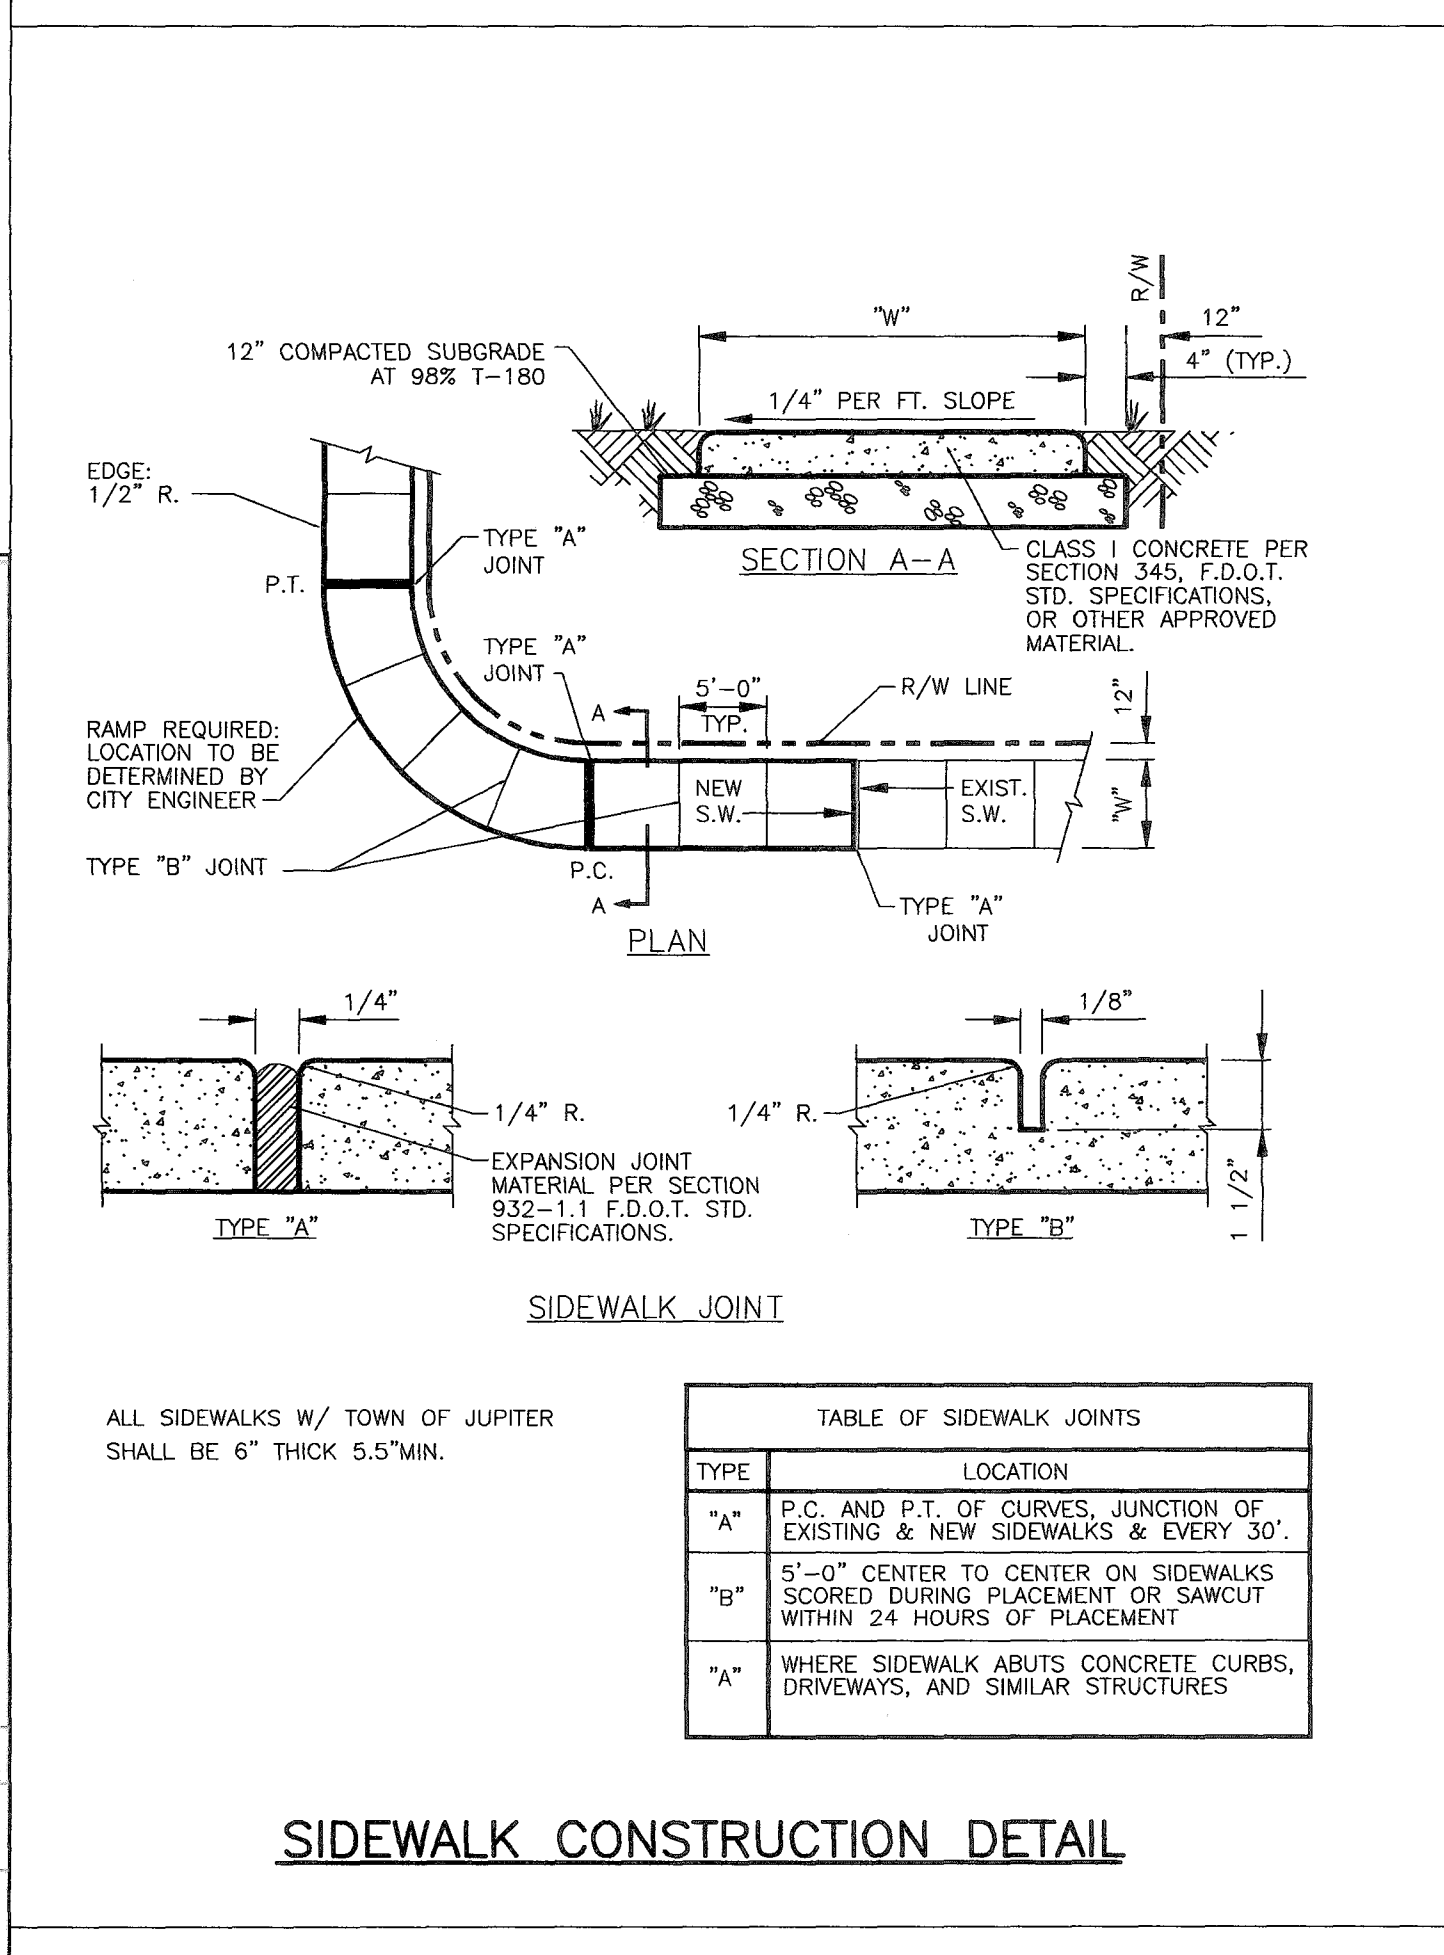 R/W
"W"
12"
4" (TYP.)
12" COMPACTED SUBGRADE
AT 98% T-180
1/4" PER FT. SLOPE
EDGE:
1/2" R.
TYPE "A"
JOINT
SECTION A-A
CLASS I CONCRETE PER
SECTION 345, F.D.O.T.
STD. SPECIFICATIONS,
OR OTHER APPROVED
MATERIAL.
P.T.
TYPE "A"
JOINT
5'-0"
TYP.
R/W LINE
12"
A
RAMP REQUIRED:
LOCATION TO BE
DETERMINED BY
CITY ENGINEER
NEW
S.W.
EXIST.
S.W.
"W"
TYPE "B" JOINT
P.C.
A
TYPE "A"
JOINT
PLAN
1/4"
1/8"
1/4" R.
1/4" R.
EXPANSION JOINT
MATERIAL PER SECTION
932-1.1 F.D.O.T. STD.
SPECIFICATIONS.
1 1/2"
TYPE "A"
TYPE "B"
SIDEWALK JOINT
ALL SIDEWALKS W/ TOWN OF JUPITER
SHALL BE 6" THICK 5.5"MIN.
TABLE OF SIDEWALK JOINTS
TYPE
LOCATION
"A"
P.C. AND P.T. OF CURVES, JUNCTION OF
EXISTING & NEW SIDEWALKS & EVERY 30'.
"B"
5'-0" CENTER TO CENTER ON SIDEWALKS
SCORED DURING PLACEMENT OR SAWCUT
WITHIN 24 HOURS OF PLACEMENT
"A"
WHERE SIDEWALK ABUTS CONCRETE CURBS,
DRIVEWAYS, AND SIMILAR STRUCTURES
SIDEWALK CONSTRUCTION DETAIL